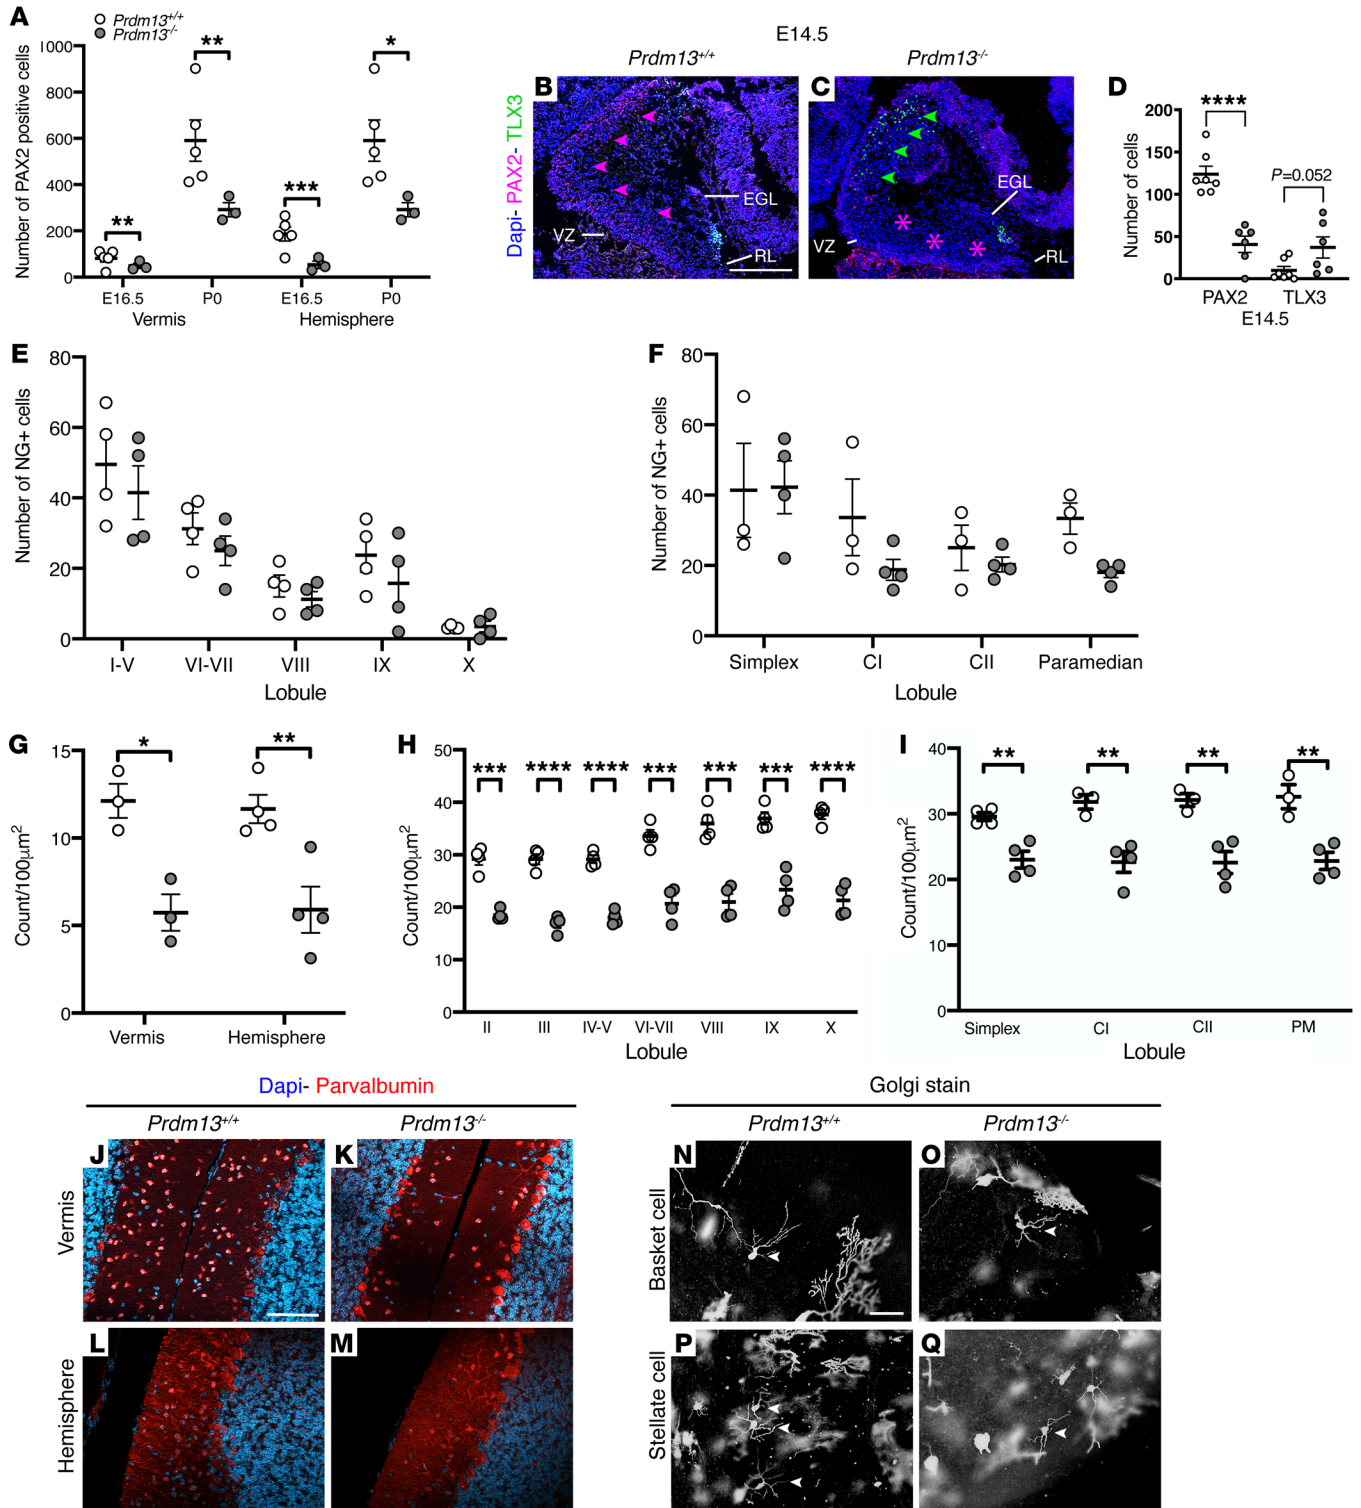 A
Prdm13+/+
Prdm13-/-
Number of PAX2 positive cells
1000
800
600
400
200
0
** ** *** *
E16.5 P0 E16.5 P0
Vermis Hemisphere
E14.5
Prdm13+/+ Prdm13-/-
Dapi- PAX2- TLX3
B
VZ
EGL
RL
C
* * *
VZ
EGL
RL
D
Number of cells
200
150
100
50
0
****
P=0.052
PAX2 TLX3
E14.5
E
Number of NG+ cells
80
60
40
20
0
I-V VI-VII VIII IX X
Lobule
F
Number of NG+ cells
80
60
40
20
0
Simplex CI CII Paramedian
Lobule
G
Count/100μm2
15
10
5
0
* **
Vermis Hemisphere
H
Count/100μm2
50
40
30
20
10
0
*** **** **** *** *** *** ****
II III IV-V VI-VII VIII IX X
Lobule
I
Count/100μm2
40
30
20
10
0
** ** ** **
Simplex CI CII PM
Lobule
Dapi- Parvalbumin
Prdm13+/+ Prdm13-/-
Vermis
J K
Hemisphere
L M
Golgi stain
Prdm13+/+ Prdm13-/-
Basket cell
N O
Stellate cell
P Q